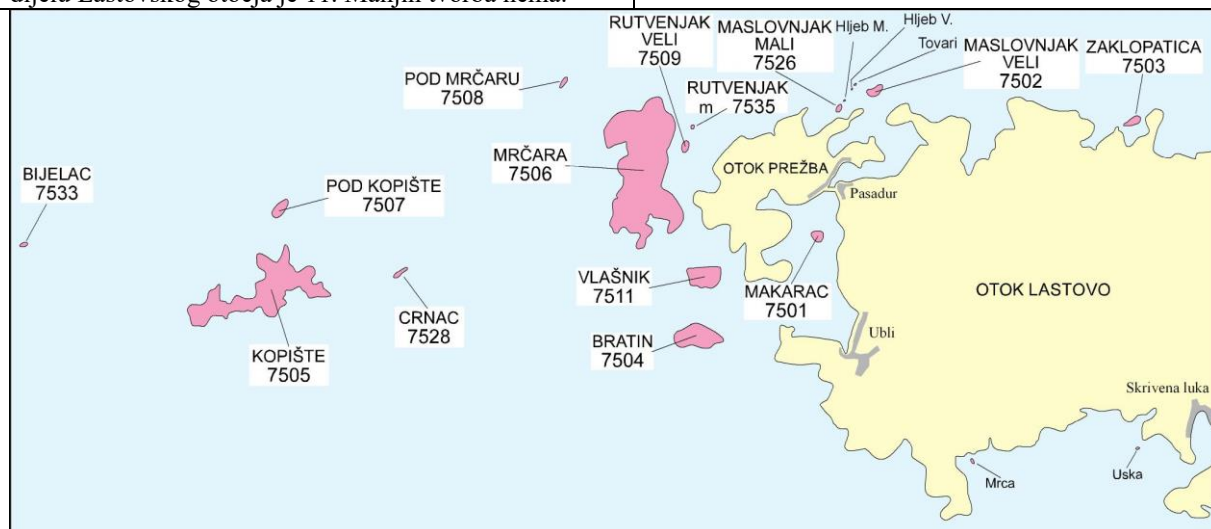 dijelu Lastovskog otočja je 11. Manjih tvorba nema.
RUTVENJAK
VELI
7509
MASLOVNJAK
MALI
7526
Hljeb M.
Hljeb V.
Tovari
MASLOVNJAK
VELI
7502
ZAKLOPATICA
7503
POD MRČARU
7508
RUTVENJAK
m 7535
MRČARA
7506
OTOK PREŽBA
Pasadur
BIJELAC
7533
POD KOPIŠTE
7507
VLAŠNIK
7511
MAKARAC
7501
OTOK LASTOVO
CRNAC
7528
BRATIN
7504
Ubli
KOPIŠTE
7505
Skrivena luka
Mrca
Uska